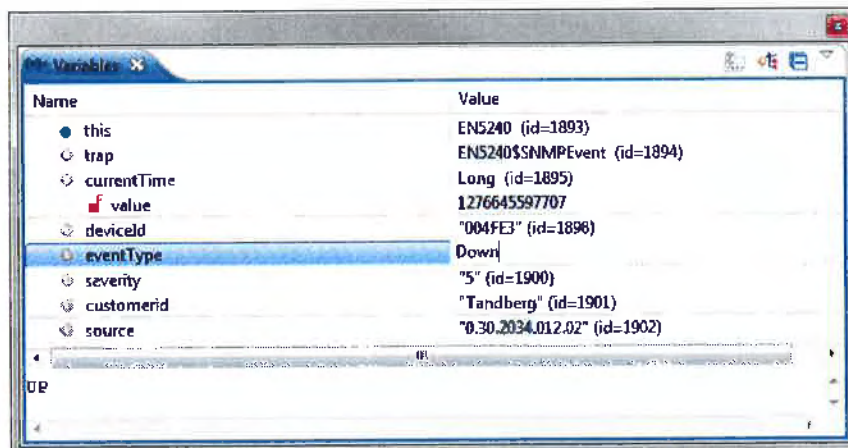 Variables
Name Value
this EN5240 (id=1893)
trap EN5240$SNMPEvent (id=1894)
currentTime Long (id=1895)
value 1276645597707
deviceId "004FE3" (id=1898)
eventType Down
severity "5" (id=1900)
customerid "Tandberg" (id=1901)
source "0.30.2034.012.02" (id=1902)
UP